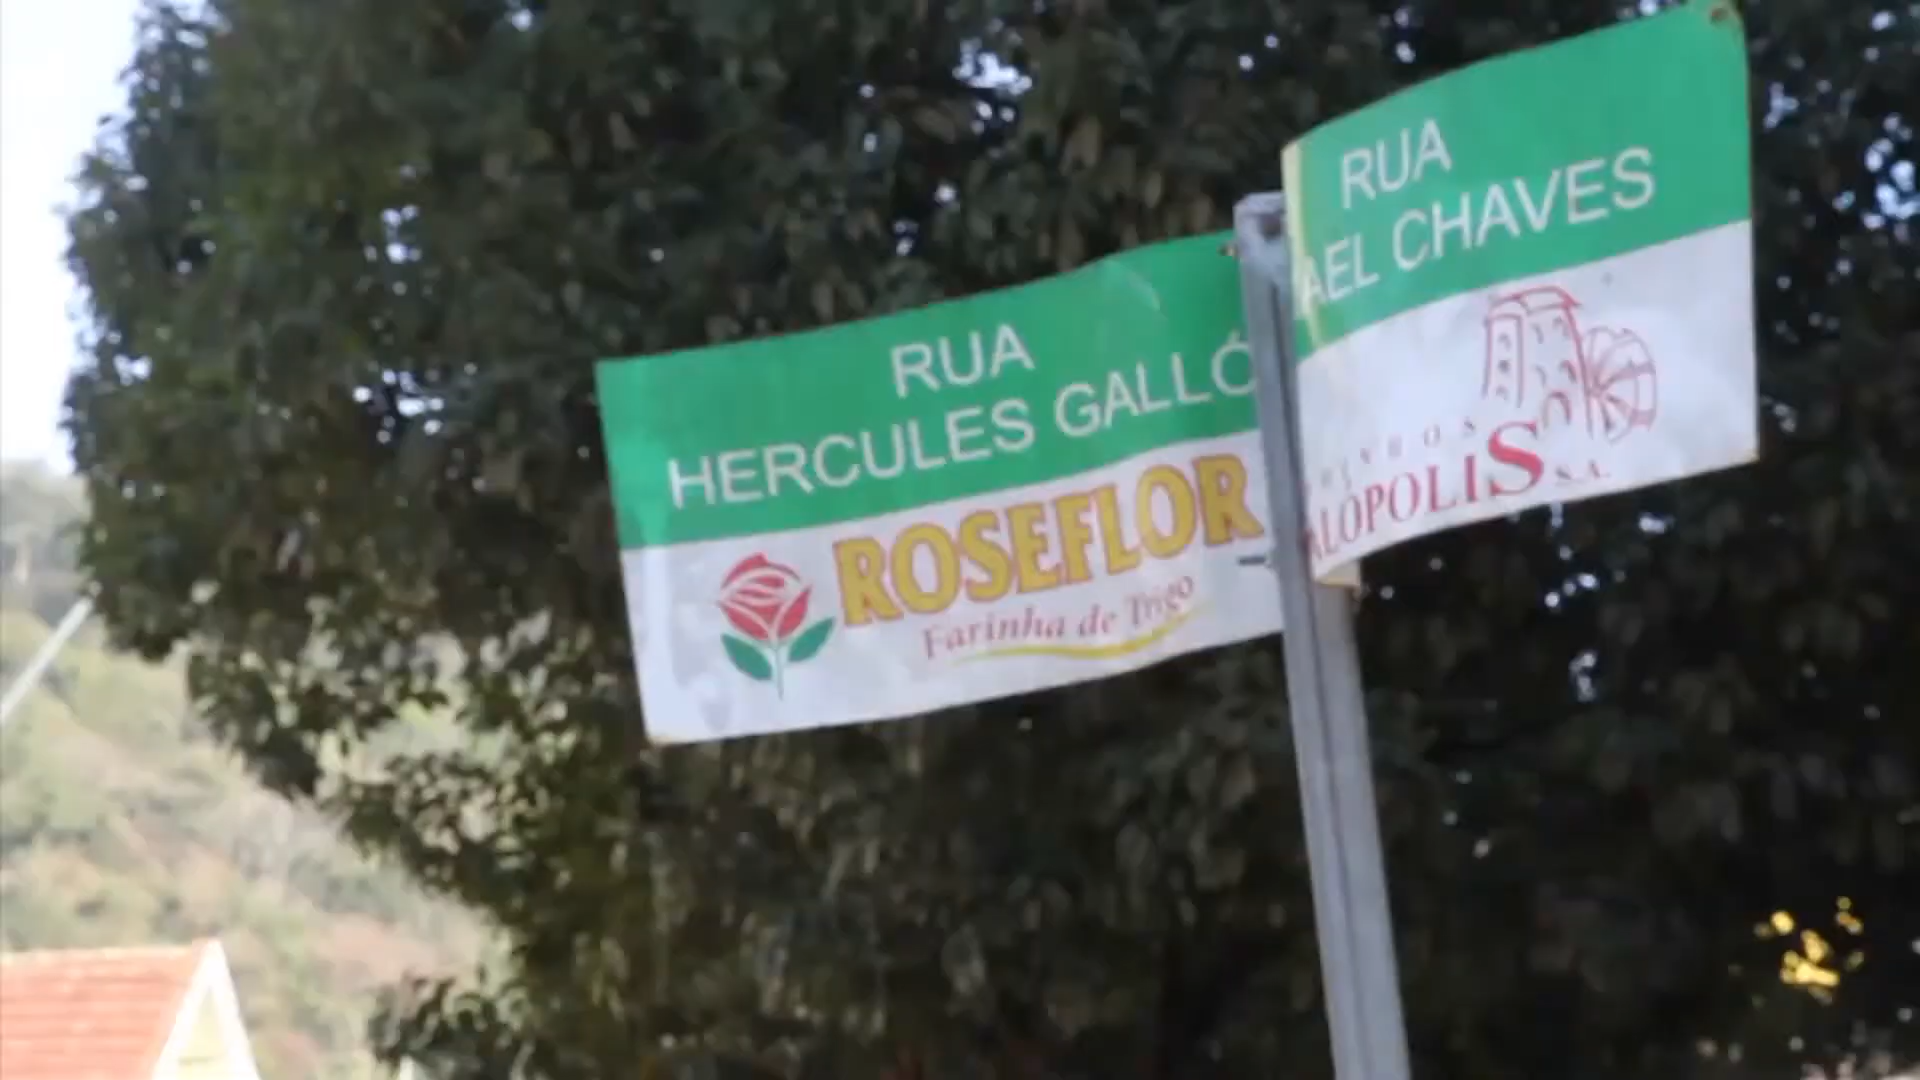 RUA
HERCULES GALLÓ
ROSEFLOR
Farinha de Trigo
RUA
AEL CHAVES
ALÓPOLIS S.A.